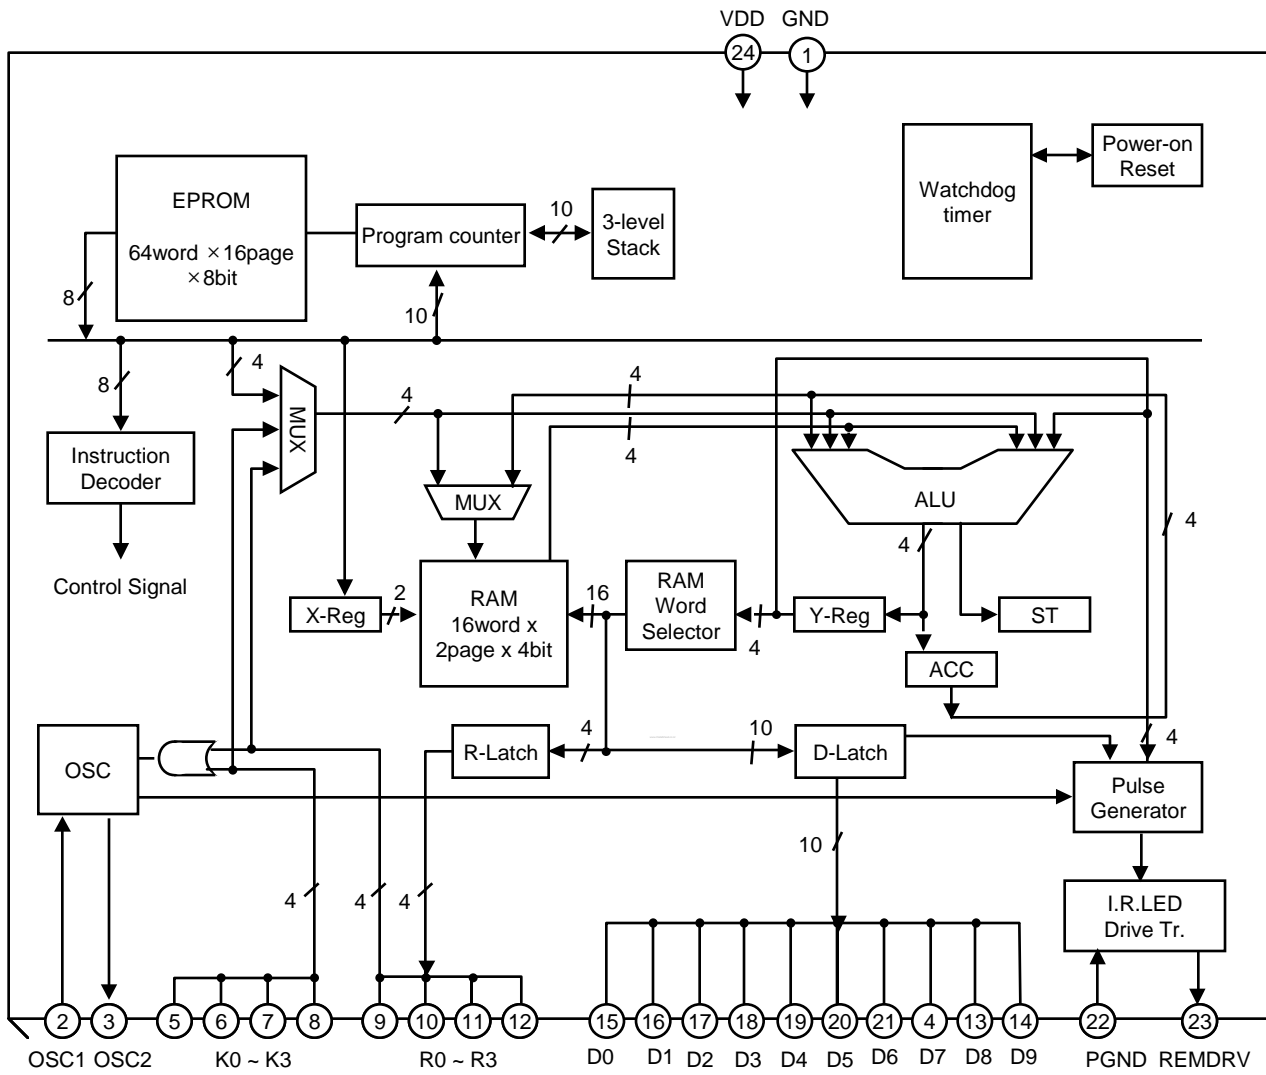 VDD GND
24 1
EPROM
64word ×16page
×8bit
Program counter
10
3-level
Stack
Watchdog
timer
Power-on
Reset
8
10
8
4
MUX
4
4
4
Instruction
Decoder
Control Signal
MUX
ALU
4
4
X-Reg
2
RAM
16word x
2page x 4bit
16
RAM
Word
Selector
4
Y-Reg
ST
ACC
OSC
R-Latch
4
10
D-Latch
4
Pulse
Generator
10
I.R.LED
Drive Tr.
4
4
4
2 3 5 6 7 8 9 10 11 12 15 16 17 18 19 20 21 4 13 14 22 23
OSC1 OSC2 K0 ~ K3 R0 ~ R3 D0 D1 D2 D3 D4 D5 D6 D7 D8 D9 PGND REMDRV